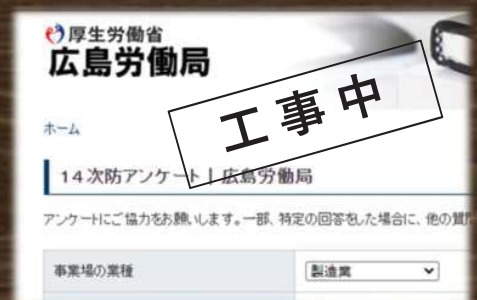 厚生労働省
広島労働局
工事中
ホーム
14次防アンケート | 広島労働局
アンケートにご協力をお願いします。一部、特定の回答をした場合に、他の質問
事業場の業種
製造業